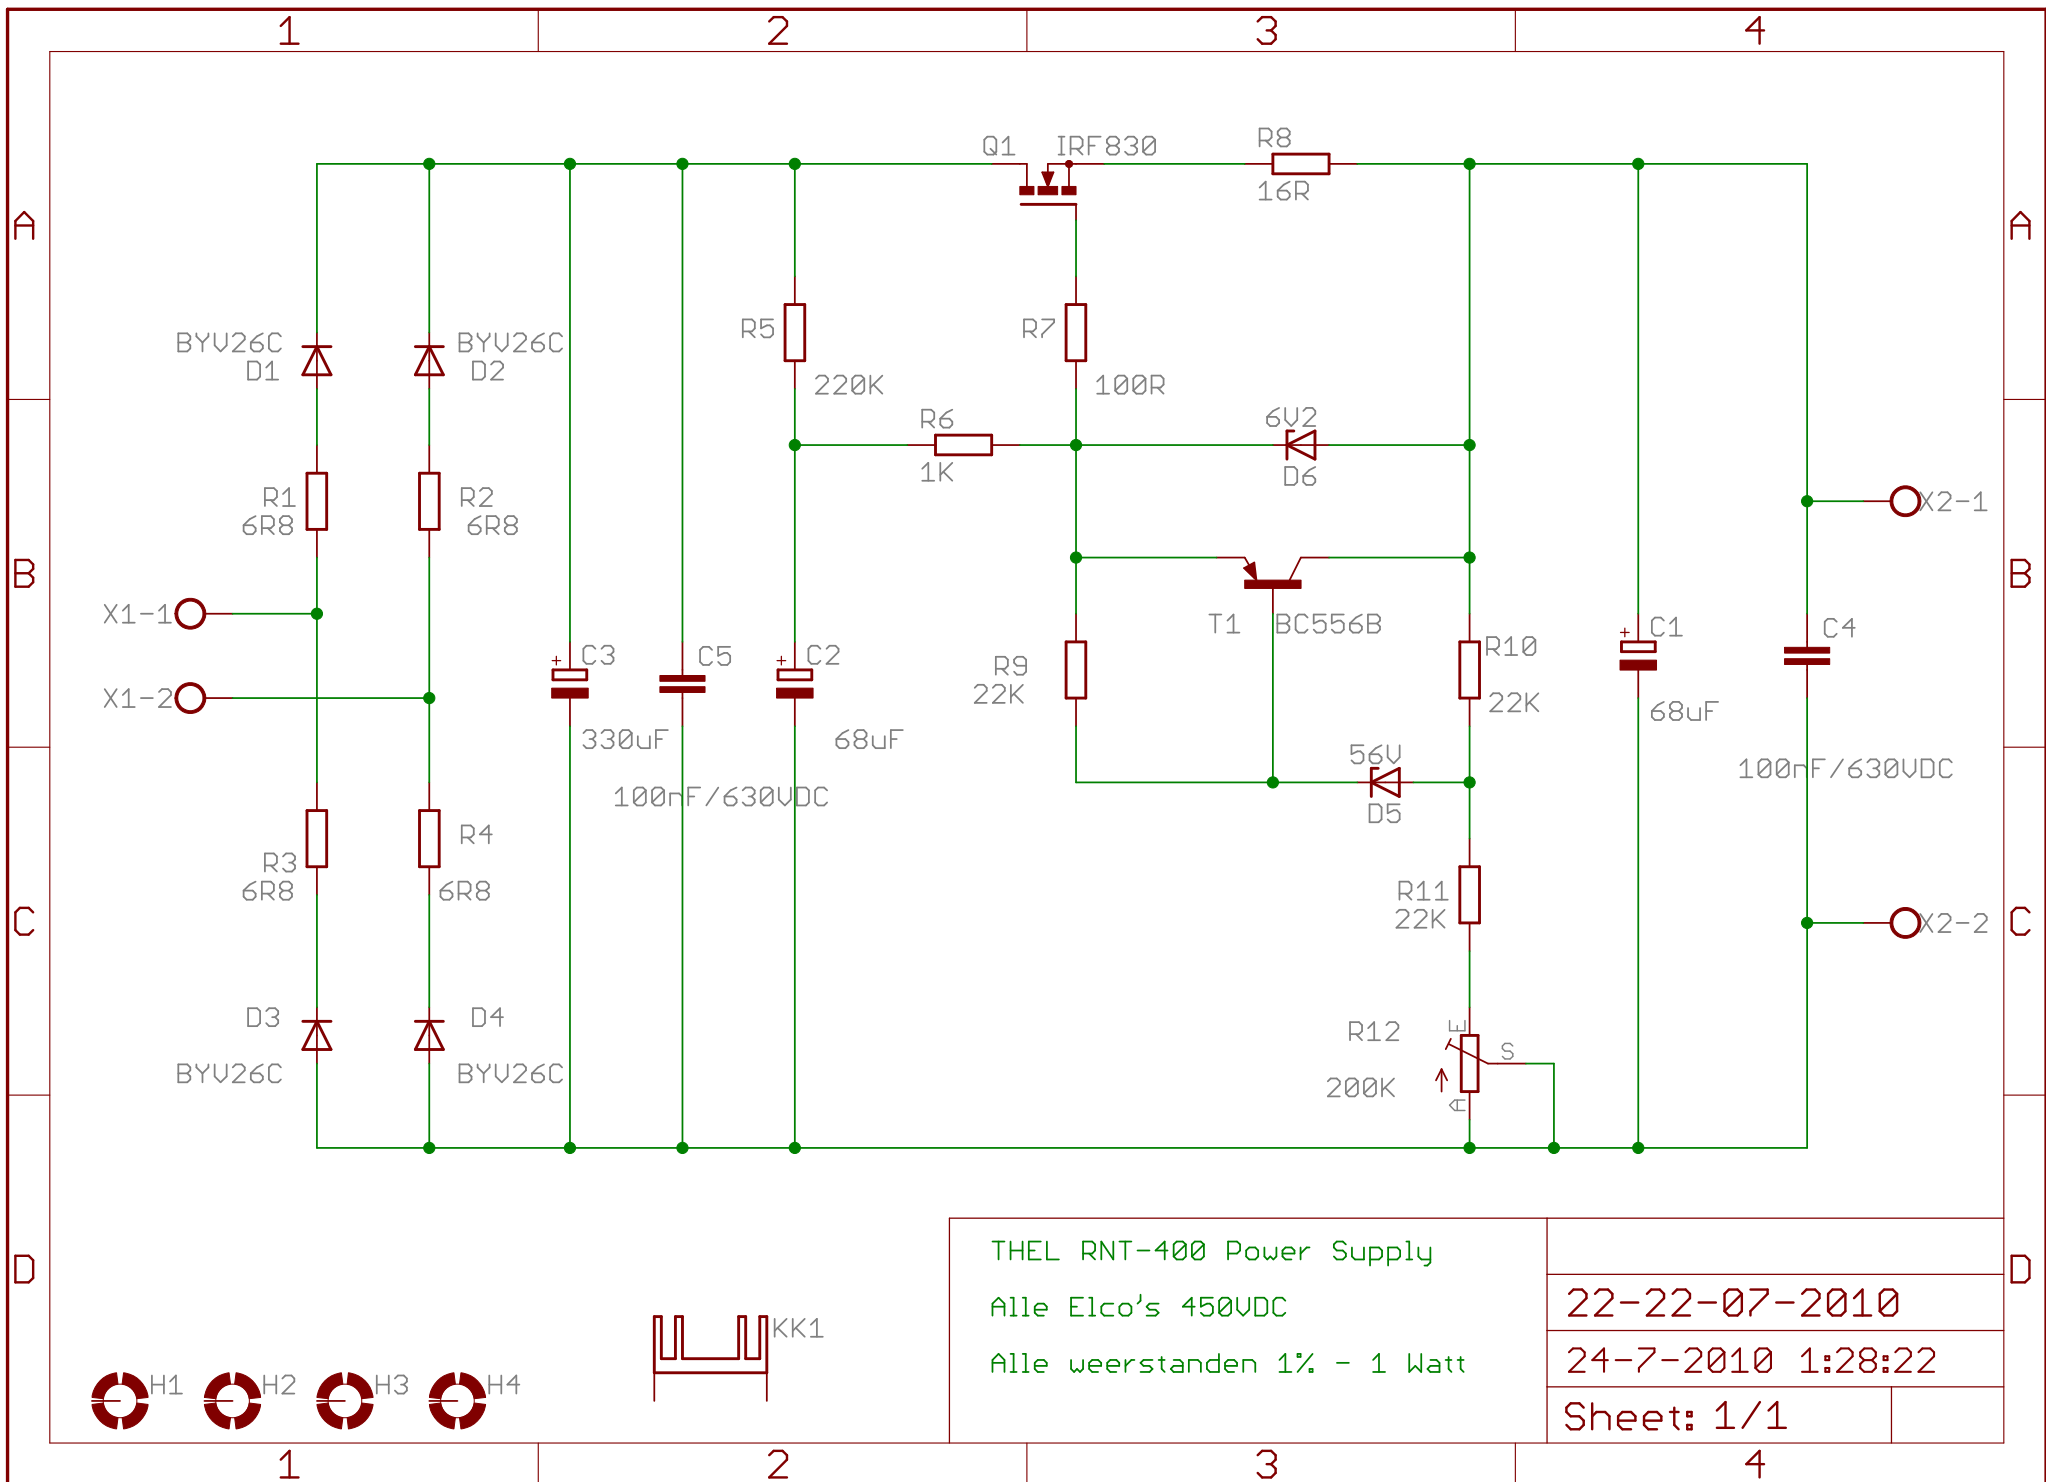 1 2 3 4
A A
Q1 IRF830 R8
16R
BYV26C BYV26C
D1 D2
R5 R7
220K 100R
R6 6V2
1K D6
R1 R2
6R8 6R8
X2-1
B B
X1-1 T1 BC556B C1 C4
C3 C5 C2 R9 R10
X1-2 22K 22K
330uF 68uF 68uF
56V
100nF/630VDC 100nF/630VDC
D5
R3 R4
6R8 6R8
R11
22K
C C
X2-2
D3 D4
BYV26C BYV26C
R12 E S
200K A
THEL RNT-400 Power Supply
D D
Alle Elco's 450VDC
22-22-07-2010
KK1
Alle weerstanden 1% - 1 Watt
24-7-2010 1:28:22
H1 H2 H3 H4
Sheet: 1/1
1 2 3 4